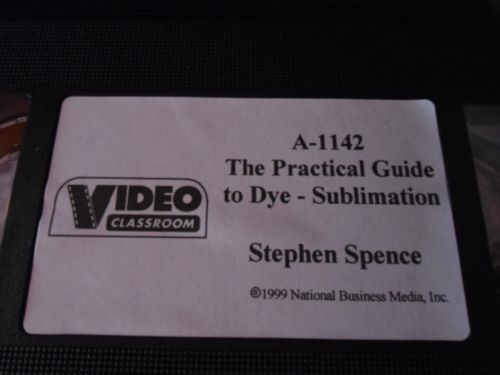 VIDEO
CLASSROOM
A-1142
The Practical Guide
to Dye - Sublimation
Stephen Spence
©1999 National Business Media, Inc.